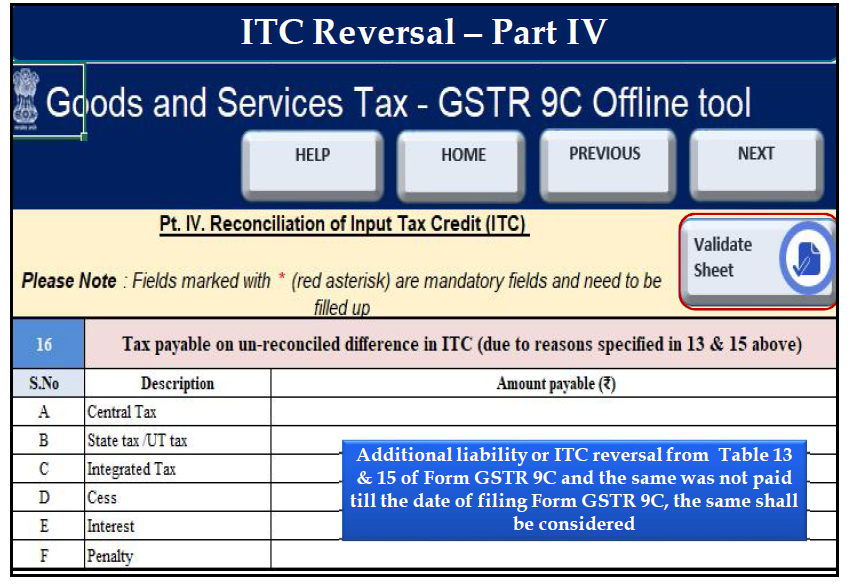 ITC Reversal – Part IV
Goods and Services Tax - GSTR 9C Offline tool
HELP
HOME
PREVIOUS
NEXT
Pt. IV. Reconciliation of Input Tax Credit (ITC)
Please Note : Fields marked with * (red asterisk) are mandatory fields and need to be
filled up
Validate
Sheet
16 Tax payable on un-reconciled difference in ITC (due to reasons specified in 13 & 15 above)
S.No Description Amount payable (₹)
A Central Tax
B State tax /UT tax
C Integrated Tax
D Cess
E Interest
F Penalty
Additional liability or ITC reversal from Table 13
& 15 of Form GSTR 9C and the same was not paid
till the date of filing Form GSTR 9C, the same shall
be considered